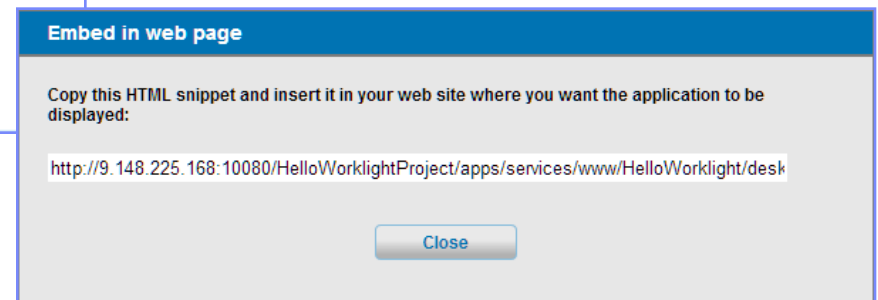 Embed in web page
Copy this HTML snippet and insert it in your web site where you want the application to be
displayed:
http://9.148.225.168:10080/HelloWorklightProject/apps/services/www/HelloWorklight/desk
Close